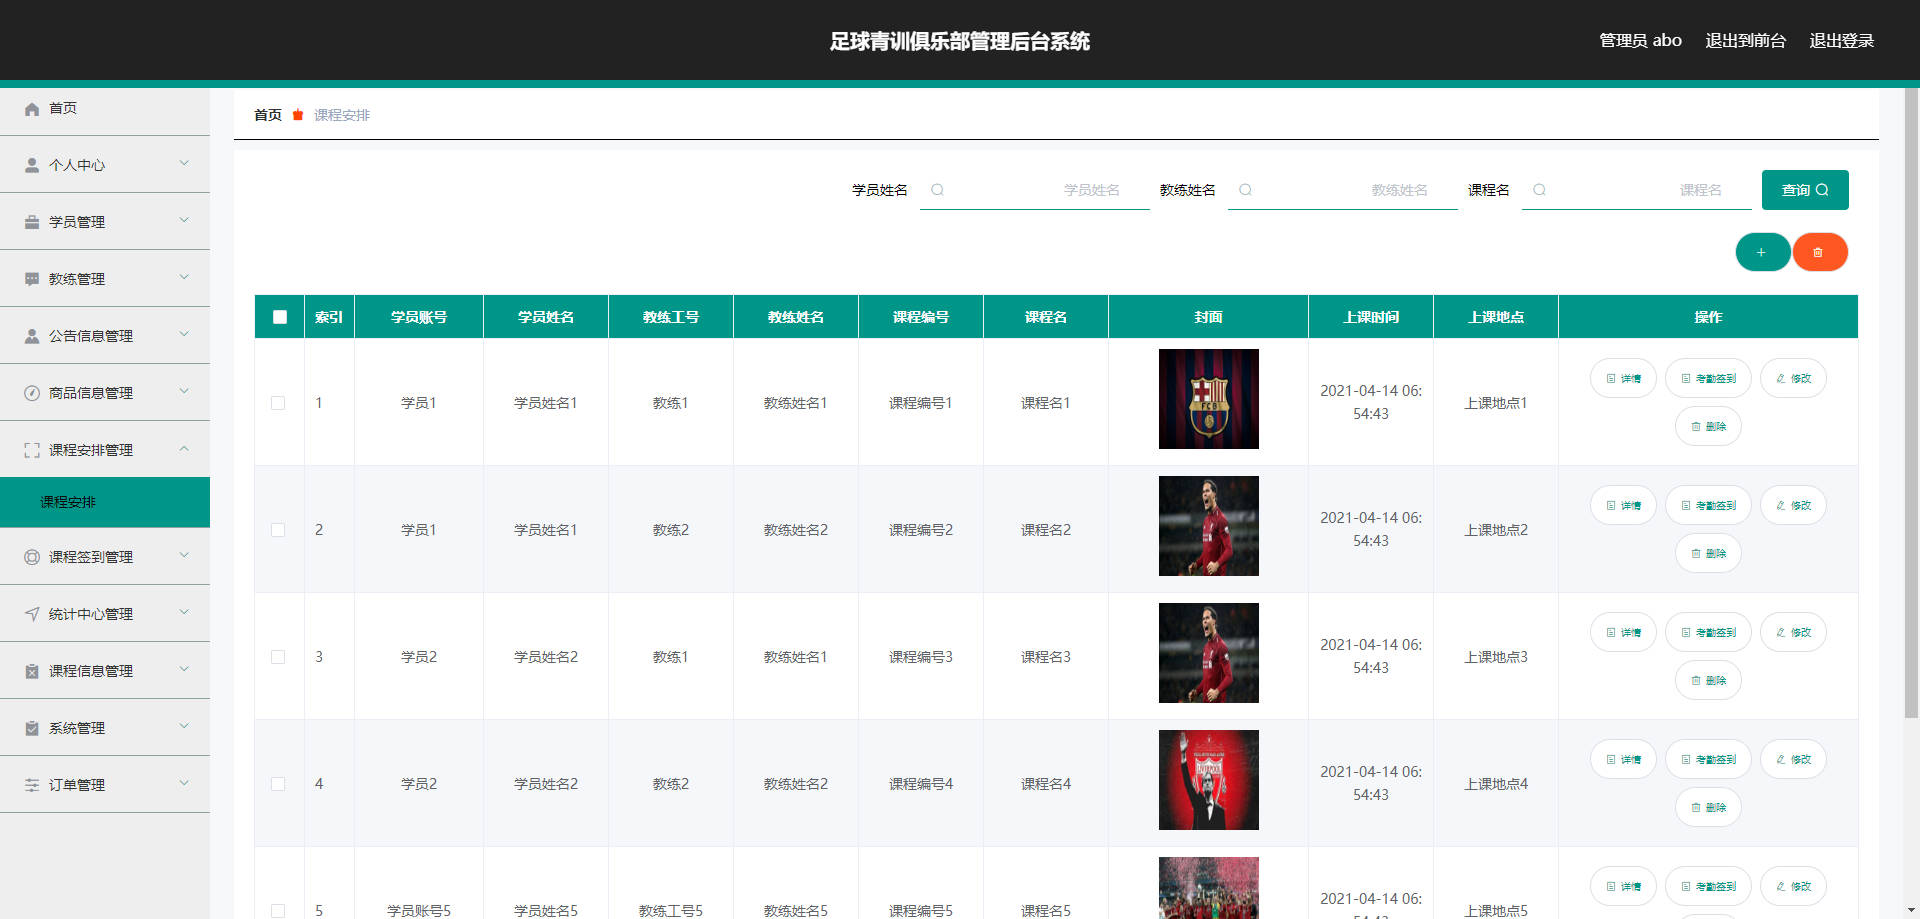 足球青训俱乐部管理后台系统
管理员 abo 退出到前台 退出登录
首页
个人中心
学员管理
教练管理
公告信息管理
商品信息管理
课程安排管理
课程安排
课程签到管理
统计中心管理
课程信息管理
系统管理
订单管理
首页 课程安排
学员姓名 学员姓名 教练姓名 教练姓名 课程名 课程名 查询
+
索引 学员账号 学员姓名 教练工号 教练姓名 课程编号 课程名 封面 上课时间 上课地点 操作
1 学员1 学员姓名1 教练1 教练姓名1 课程编号1 课程名1 FCB 2021-04-14 06:
54:43 上课地点1 详情 考勤签到 修改
删除
2 学员1 学员姓名1 教练2 教练姓名2 课程编号2 课程名2 2021-04-14 06:
54:43 上课地点2 详情 考勤签到 修改
删除
3 学员2 学员姓名2 教练1 教练姓名1 课程编号3 课程名3 2021-04-14 06:
54:43 上课地点3 详情 考勤签到 修改
删除
4 学员2 学员姓名2 教练2 教练姓名2 课程编号4 课程名4 2021-04-14 06:
54:43 上课地点4 详情 考勤签到 修改
删除
5 学员账号5 学员姓名5 教练工号5 教练姓名5 课程编号5 课程名5 2021-04-14 06:
54:43 上课地点5 详情 考勤签到 修改